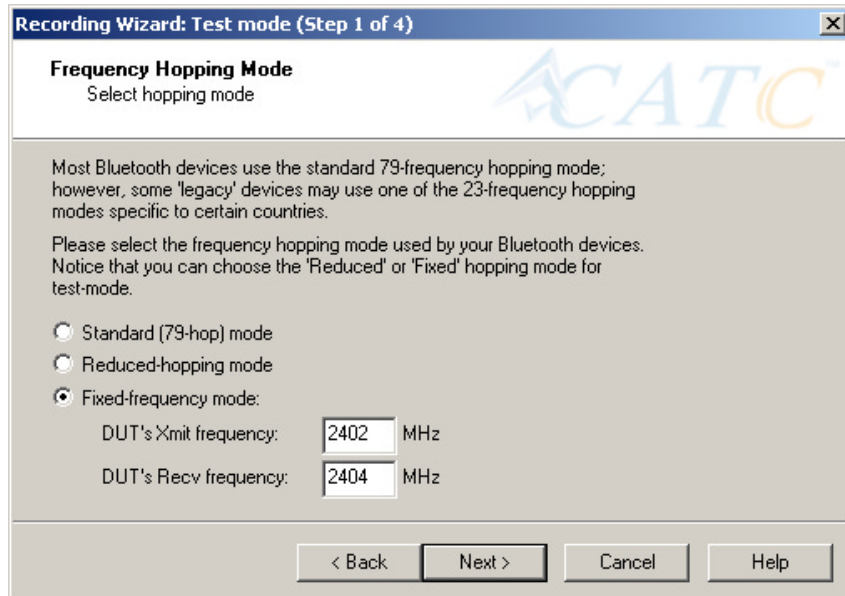 Recording Wizard: Test mode (Step 1 of 4)
Frequency Hopping Mode
Select hopping mode
CATC
Most Bluetooth devices use the standard 79-frequency hopping mode;
however, some 'legacy' devices may use one of the 23-frequency hopping
modes specific to certain countries.
Please select the frequency hopping mode used by your Bluetooth devices.
Notice that you can choose the 'Reduced' or 'Fixed' hopping mode for
test-mode.
Standard (79-hop) mode
Reduced-hopping mode
Fixed-frequency mode:
DUT's Xmit frequency: 2402 MHz
DUT's Recv frequency: 2404 MHz
< Back Next > Cancel Help